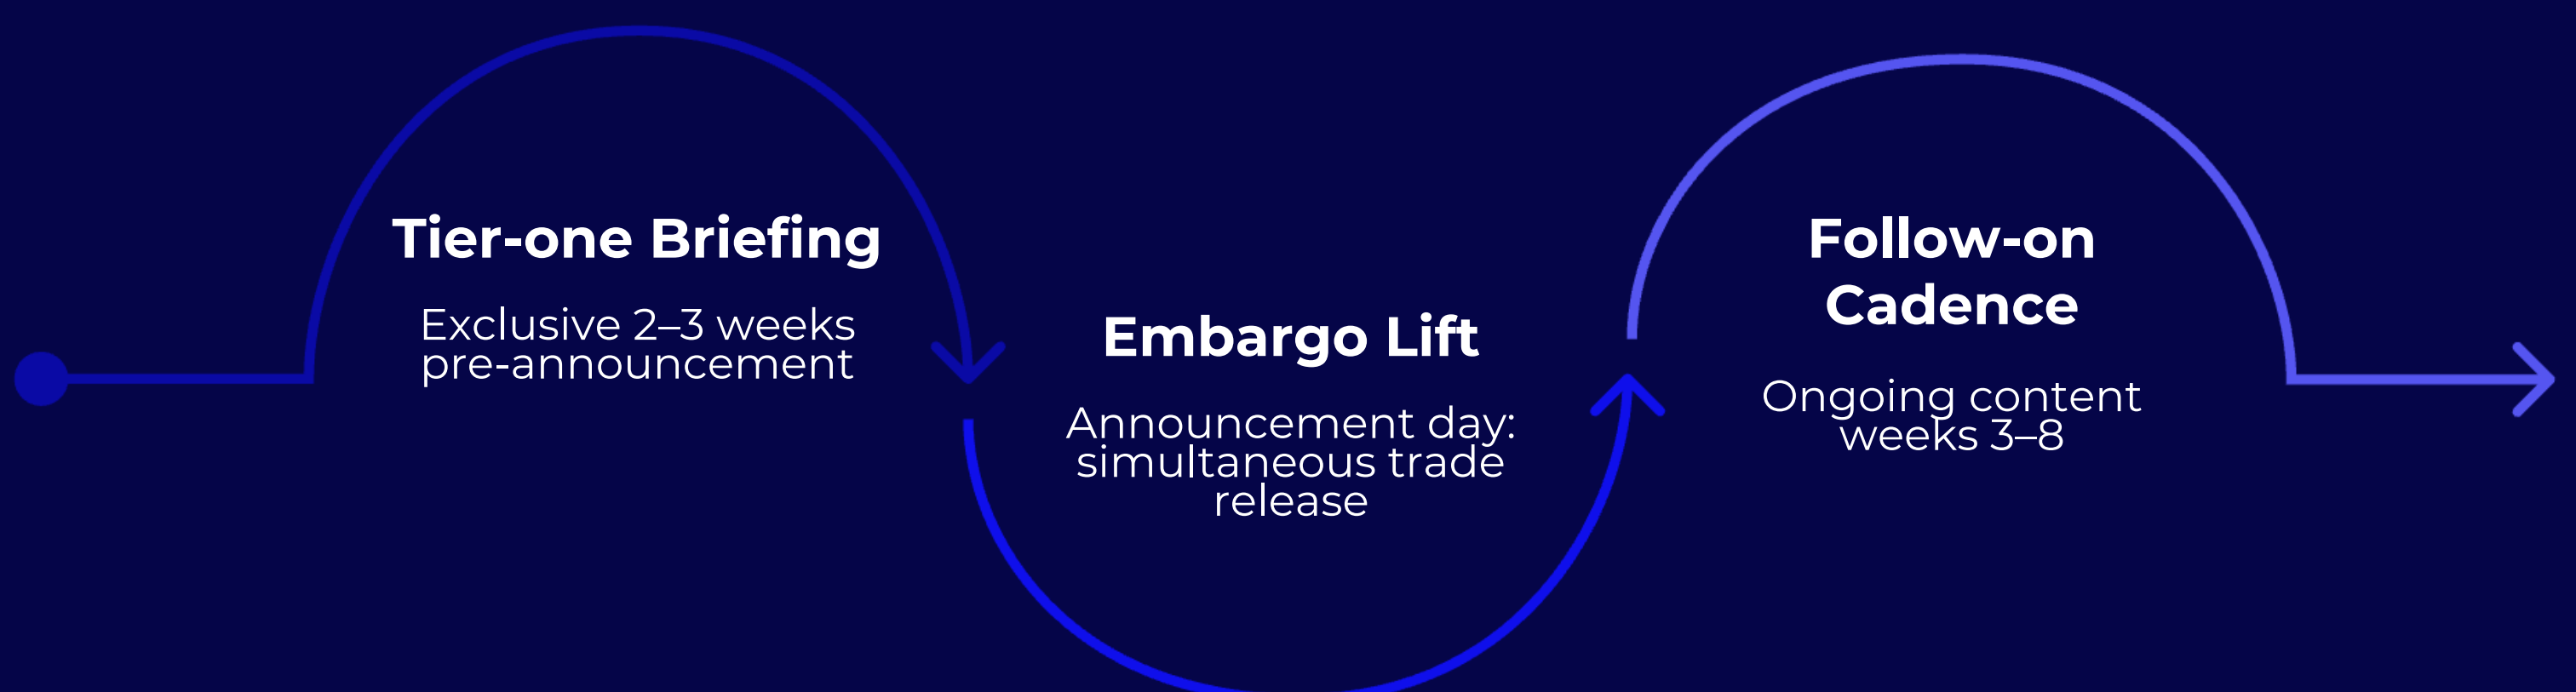 Tier-one Briefing
Exclusive 2–3 weeks
pre-announcement
Embargo Lift
Announcement day:
simultaneous trade
release
Follow-on
Cadence
Ongoing content
weeks 3–8